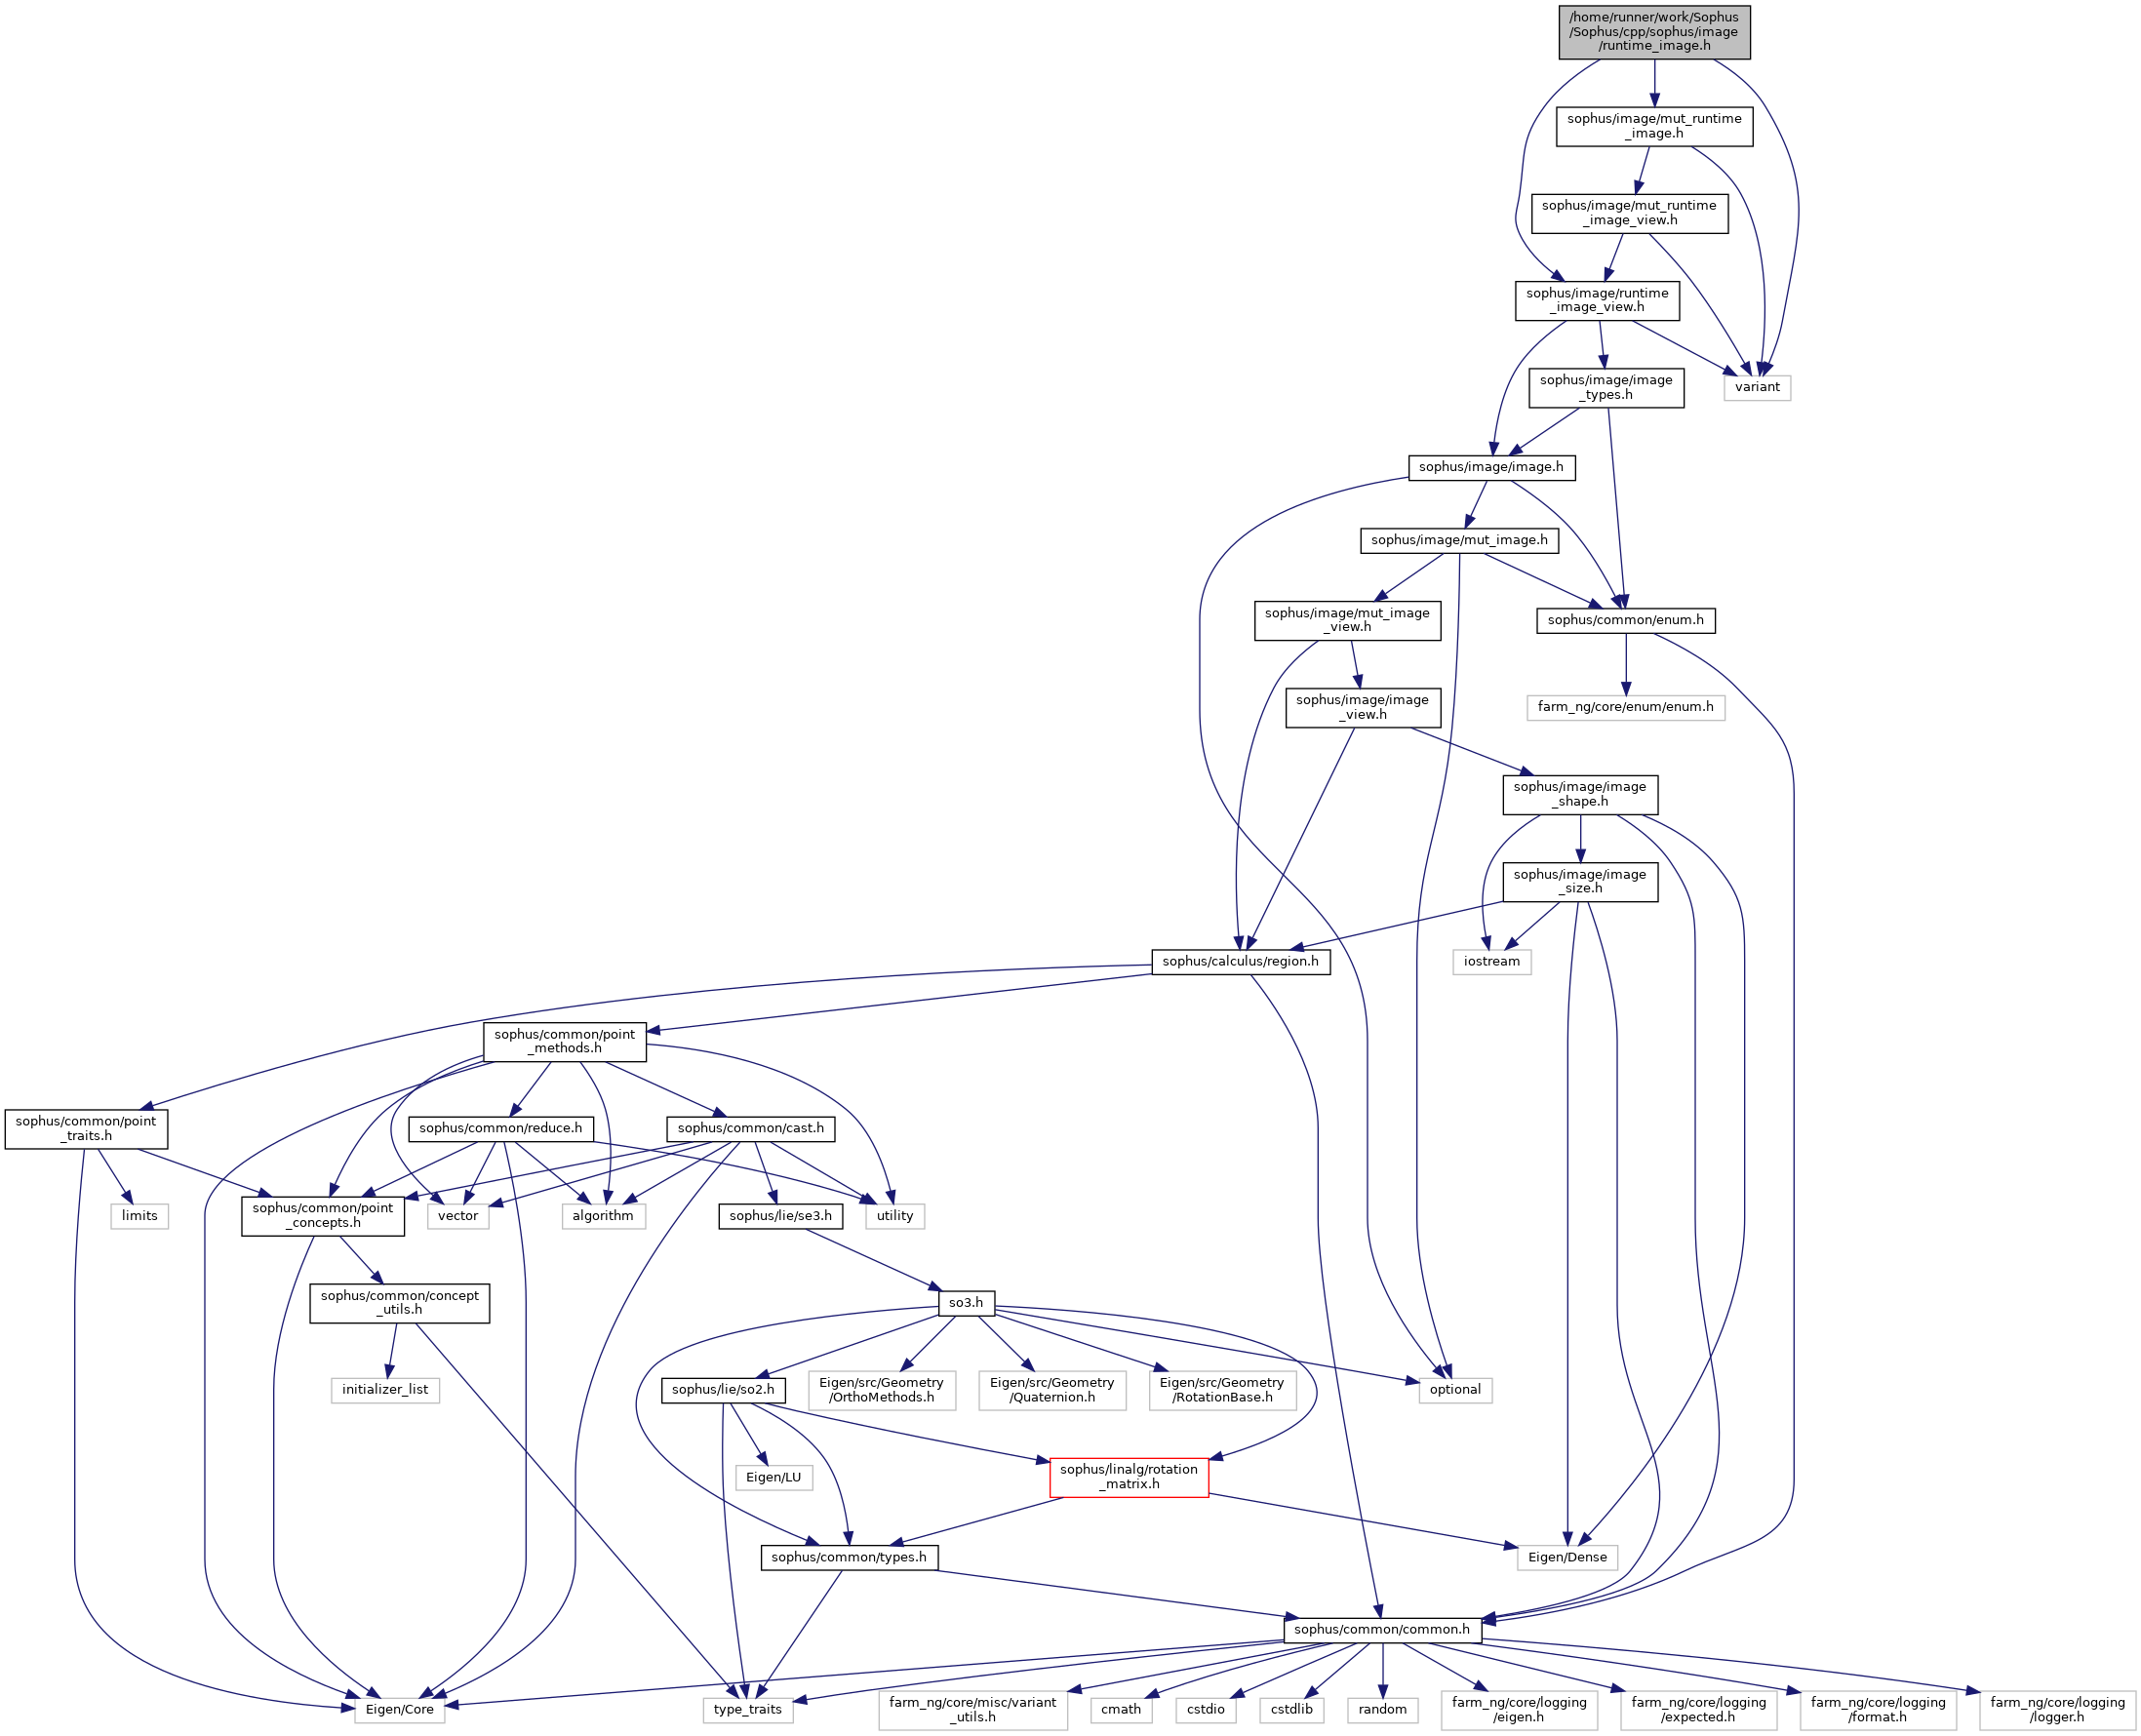 /home/runner/work/Sophus
/Sophus/cpp/sophus/image
/runtime_image.h
sophus/image/mut_runtime
_image.h
sophus/image/mut_runtime
_image_view.h
sophus/image/runtime
_image_view.h
sophus/image/image
_types.h
variant
sophus/image/image.h
sophus/image/mut_image.h
sophus/image/mut_image
_view.h
sophus/common/enum.h
sophus/image/image
_view.h
farm_ng/core/enum/enum.h
sophus/image/image
_shape.h
sophus/image/image
_size.h
sophus/calculus/region.h
iostream
sophus/common/point
_methods.h
sophus/common/point
_traits.h
sophus/common/reduce.h
sophus/common/cast.h
limits
sophus/common/point
_concepts.h
vector
algorithm
sophus/lie/se3.h
utility
sophus/common/concept
_utils.h
so3.h
initializer_list
sophus/lie/so2.h
Eigen/src/Geometry
/OrthoMethods.h
Eigen/src/Geometry
/Quaternion.h
Eigen/src/Geometry
/RotationBase.h
optional
Eigen/LU
sophus/linalg/rotation
_matrix.h
sophus/common/types.h
Eigen/Dense
sophus/common/common.h
Eigen/Core
type_traits
farm_ng/core/misc/variant
_utils.h
cmath
cstdio
cstdlib
random
farm_ng/core/logging
/eigen.h
farm_ng/core/logging
/expected.h
farm_ng/core/logging
/format.h
farm_ng/core/logging
/logger.h